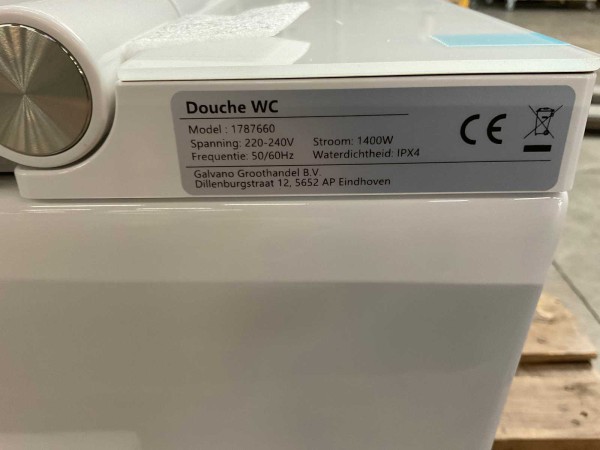 Douche WC
Model : 1787660
Spanning: 220-240V Stroom: 1400W
Frequentie: 50/60Hz Waterdichtheid: IPX4
Galvano Groothandel B.V.
Dillenburgstraat 12, 5652 AP Eindhoven
CE